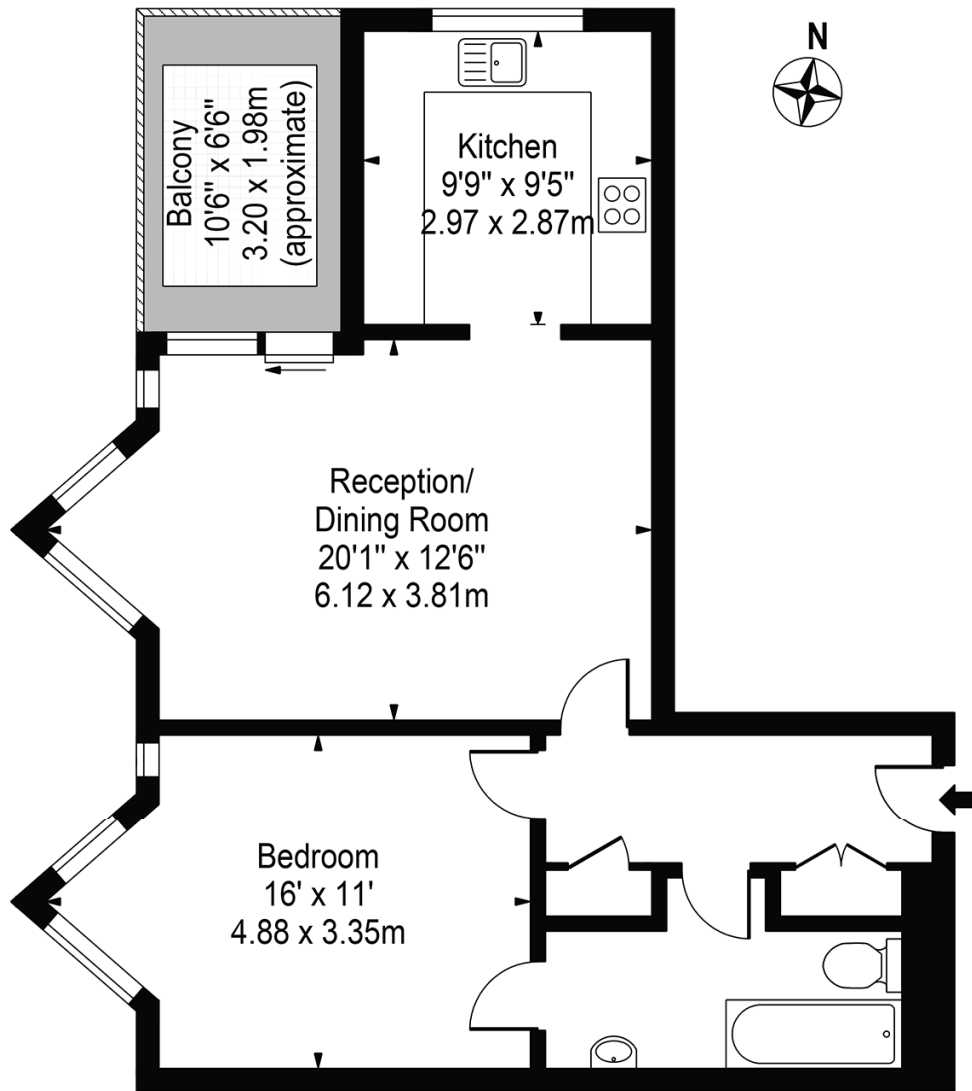 N
Balcony
10'6" x 6'6"
3.20 x 1.98m
(approximate)
Kitchen
9'9" x 9'5"
2.97 x 2.87m
Reception/
Dining Room
20'1" x 12'6"
6.12 x 3.81m
Bedroom
16' x 11'
4.88 x 3.35m